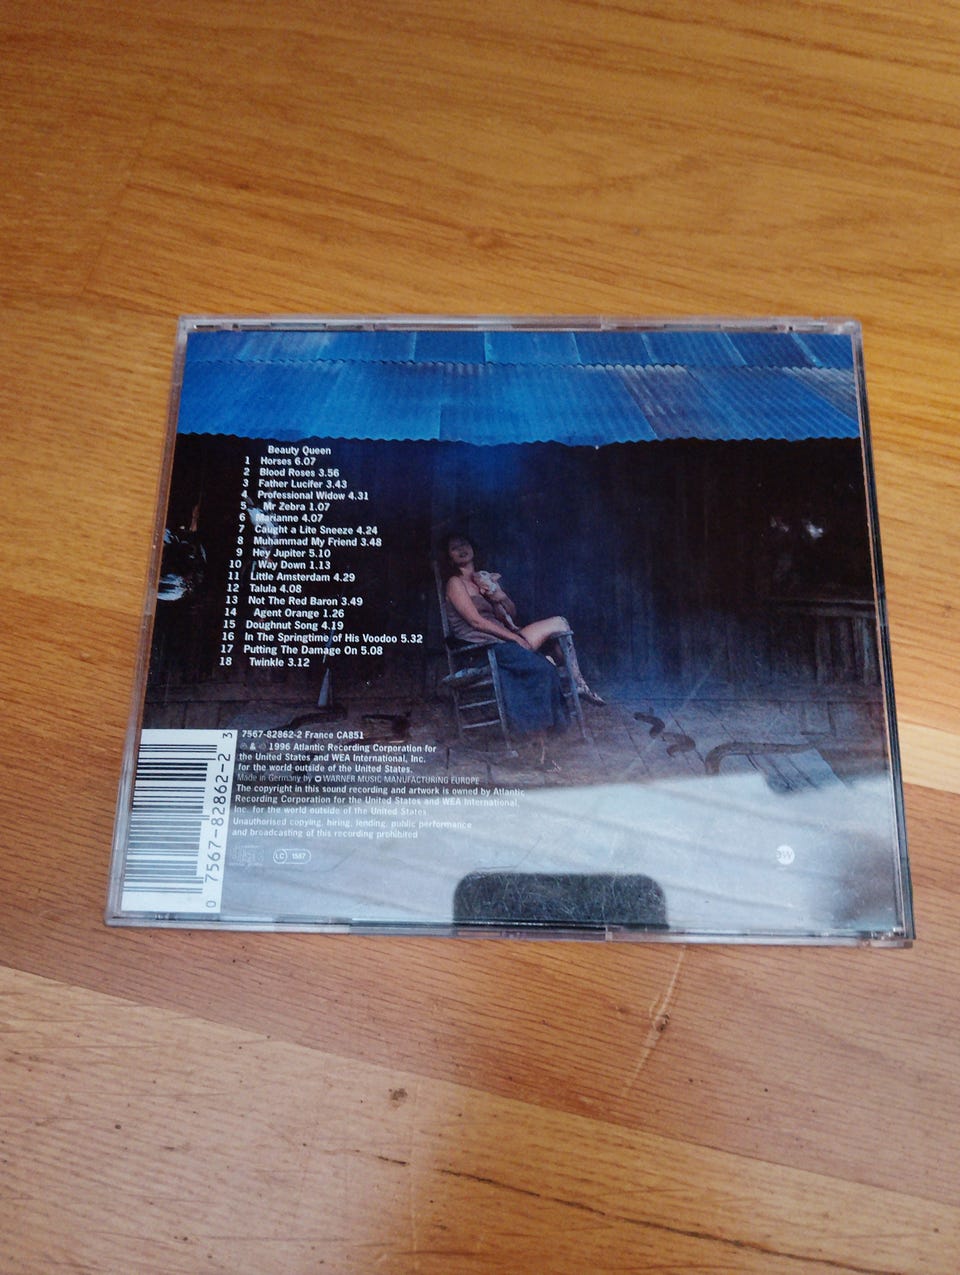 Beauty Queen
1 Horses 6.07
2 Blood Roses 3.56
3 Father Lucifer 3.43
4 Professional Widow 4.31
5 Mr Zebra 1.07
6 Marianne 4.07
7 Caught a Lite Sneeze 4.24
8 Muhammad My Friend 3.48
9 Hey Jupiter 5.10
10 Way Down 1.13
11 Little Amsterdam 4.29
12 Talula 4.08
13 Not The Red Baron 3.49
14 Agent Orange 1.26
15 Doughnut Song 4.19
16 In The Springtime of His Voodoo 5.32
17 Putting The Damage On 5.08
18 Twinkle 3.12
7567-82862-2 France CA851
℗ & © 1996 Atlantic Recording Corporation for
the United States and WEA International, Inc.
for the world outside of the United States.
Made in Germany by WARNER MUSIC MANUFACTURING EUROPE
The copyright in this sound recording and artwork is owned by Atlantic
Recording Corporation for the United States and WEA International,
Inc. for the world outside of the United States
Unauthorised copying, hiring, lending, public performance
and broadcasting of this recording prohibited
LC 1557
0 7567-82862-2 3